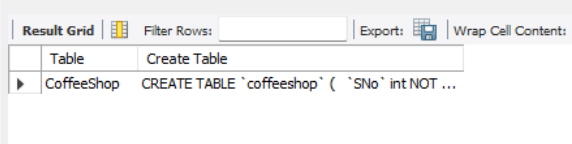 Result Grid Filter Rows: Export: Wrap Cell Content:
Table Create Table
CoffeeShop CREATE TABLE `coffeeshop` ( `SNo` int NOT ...